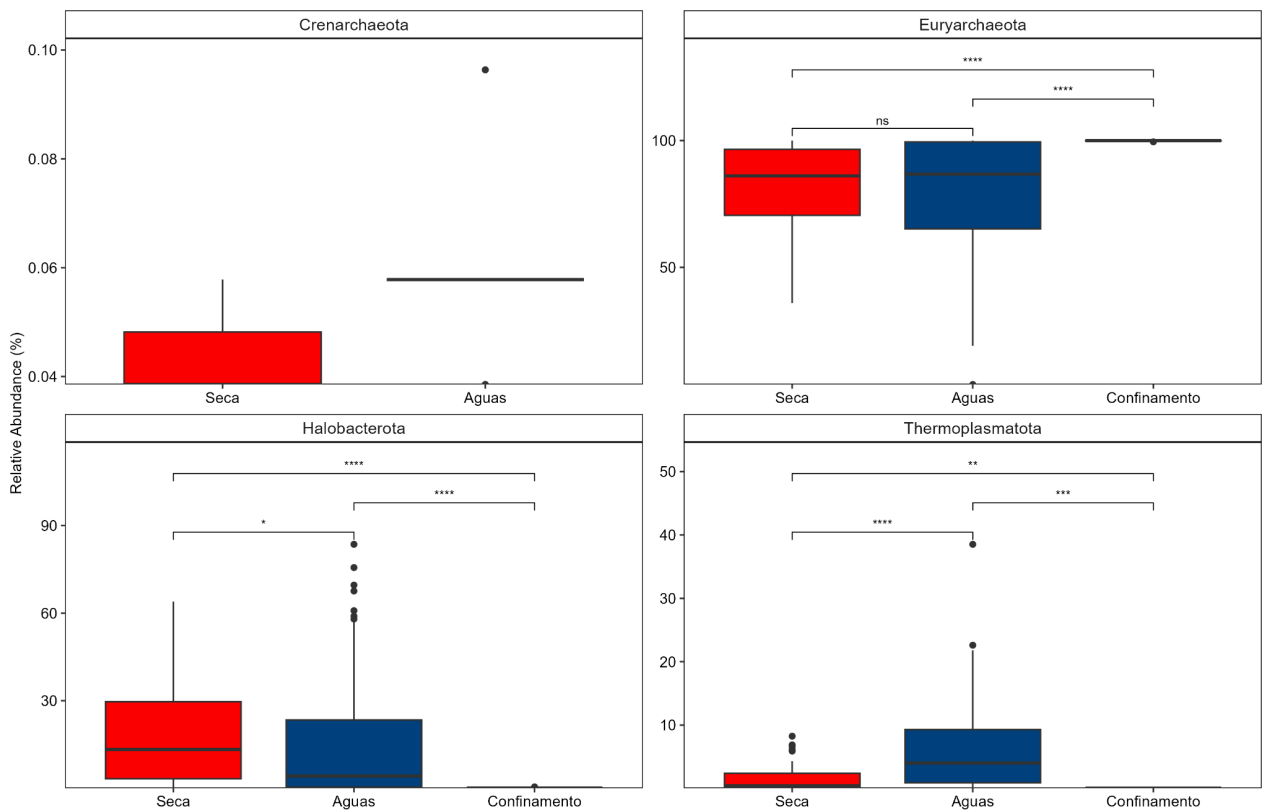 Relative Abundance (%)
Crenarchaeota
0.10
0.08
0.06
0.04
Seca Aguas
Euryarchaeota
****
****
ns
100
50
Seca Aguas Confinamento
Halobacterota
****
****
*
90
60
30
Seca Aguas Confinamento
Thermoplasmatota
**
***
****
50
40
30
20
10
Seca Aguas Confinamento